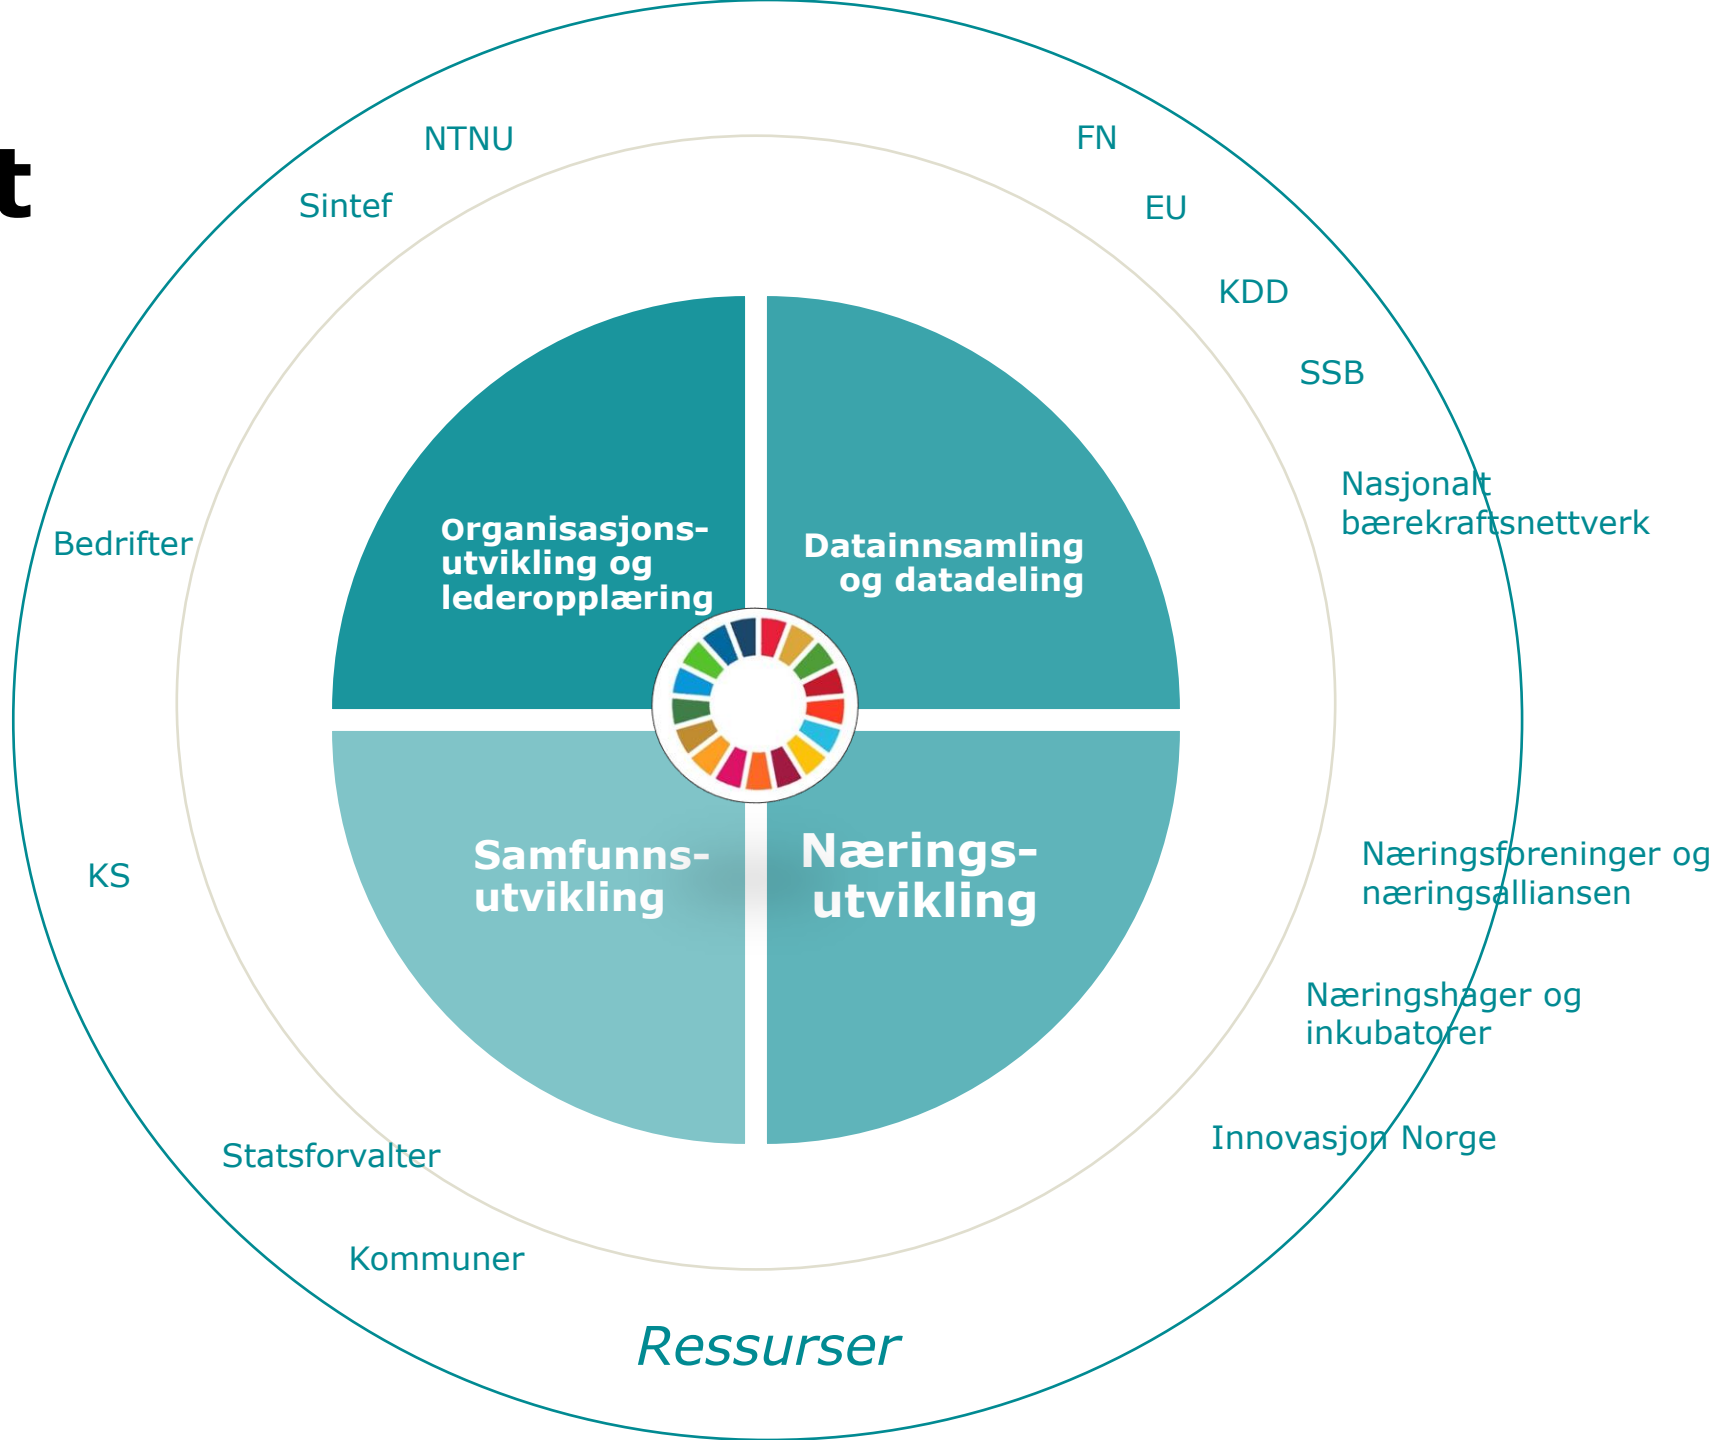 t
NTNU
FN
Sintef
EU
KDD
SSB
Nasjonalt
bærekraftsnettverk
Bedrifter
Organisasjons-
utvikling og
lederopplæring
Datainnsamling
og datadeling
Samfunns-
utvikling
Nærings-
utvikling
KS
Næringsforeninger og
næringsalliansen
Næringshager og
inkubatorer
Innovasjon Norge
Statsforvalter
Kommuner
Ressurser